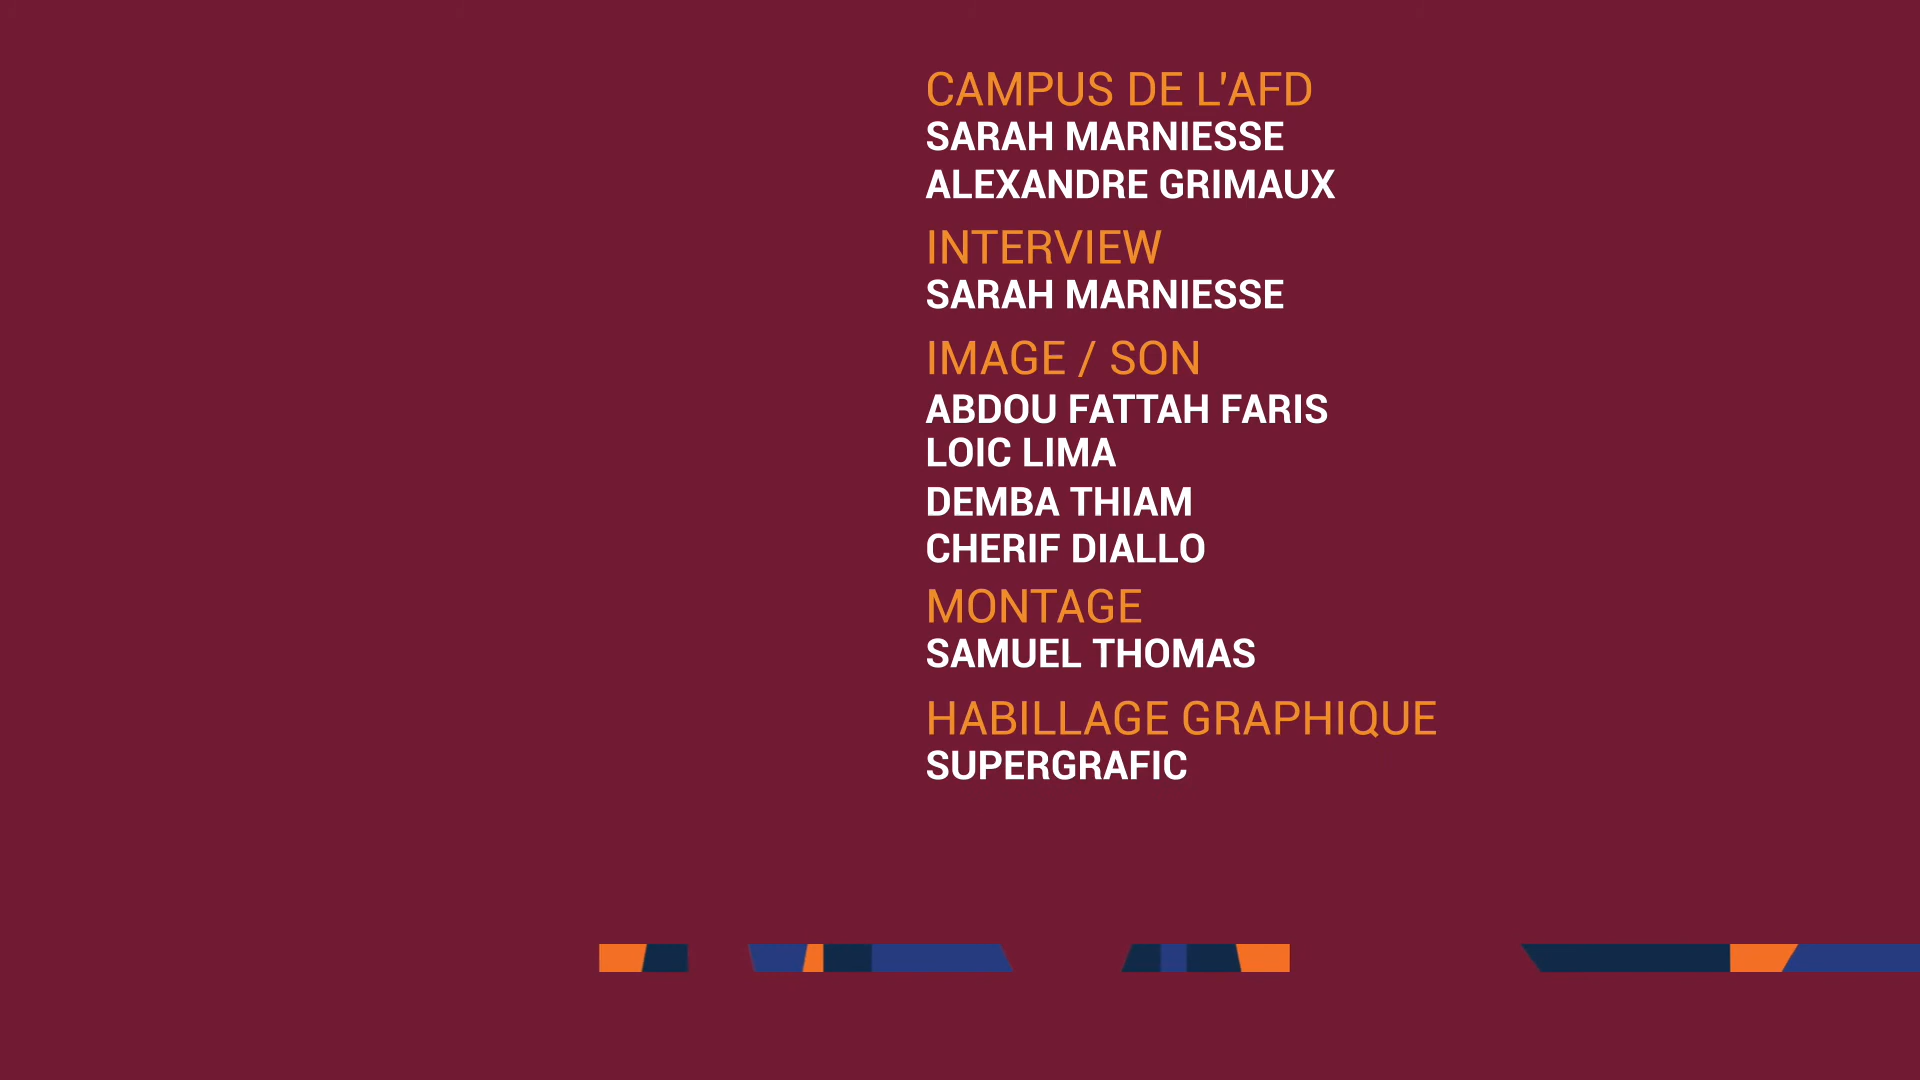 CAMPUS DE L'AFD
SARAH MARNIESSE
ALEXANDRE GRIMAUX
INTERVIEW
SARAH MARNIESSE
IMAGE / SON
ABDOU FATTAH FARIS
LOIC LIMA
DEMBA THIAM
CHERIF DIALLO
MONTAGE
SAMUEL THOMAS
HABILLAGE GRAPHIQUE
SUPERGRAFIC